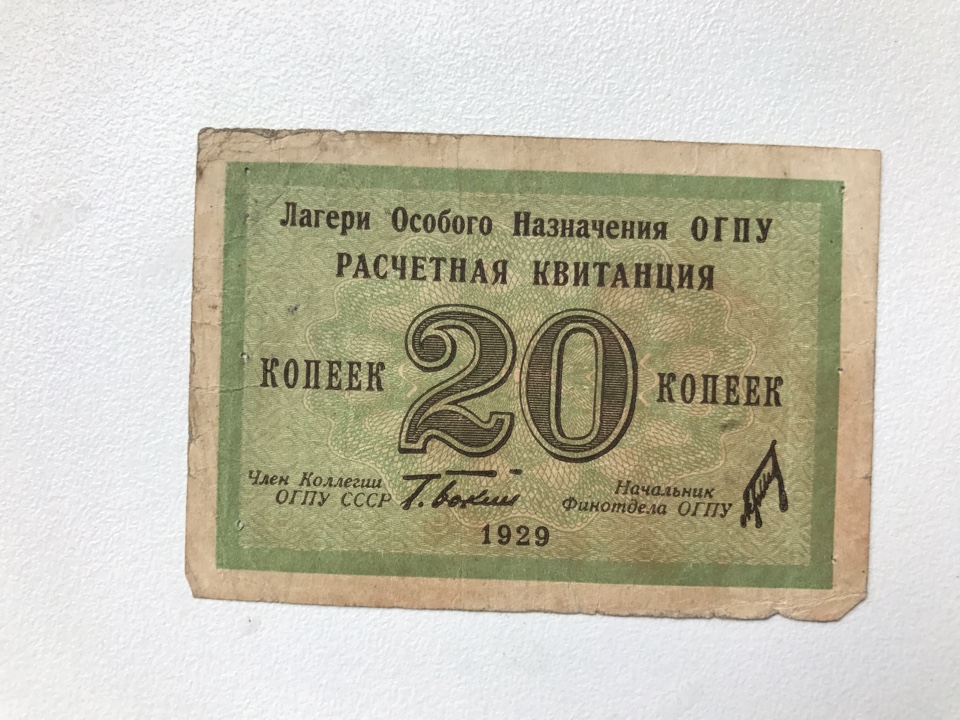 Лагери Особого Назначения ОГПУ
РАСЧЕТНАЯ КВИТАНЦИЯ
КОПЕЕК 20 КОПЕЕК
Член Коллегии
ОГПУ СССР
Начальник
Финотдела ОГПУ
1929